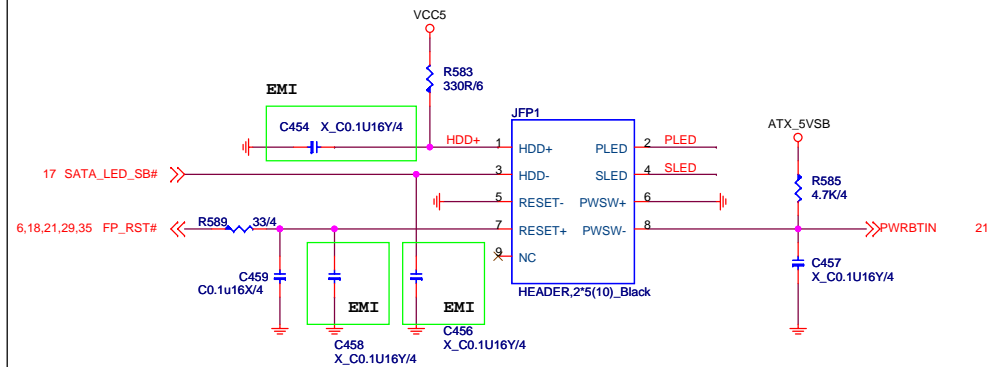 VCC5
R583
330R/6
EMI
C454 X_C0.1U16Y/4
HDD+
JFP1
ATX_5VSB
1 HDD+ PLED 2 PLED
17 SATA_LED_SB# 3 HDD- SLED 4 SLED
R585
4.7K/4
5 RESET- PWSW+ 6
6,18,21,29,35 FP_RST# R589 33/4 7 RESET+ PWSW- 8 PWRBTIN 21
9 NC
C459
C0.1u16X/4
C457
X_C0.1U16Y/4
HEADER,2*5(10)_Black
EMI
EMI
C458
X_C0.1U16Y/4
C456
X_C0.1U16Y/4